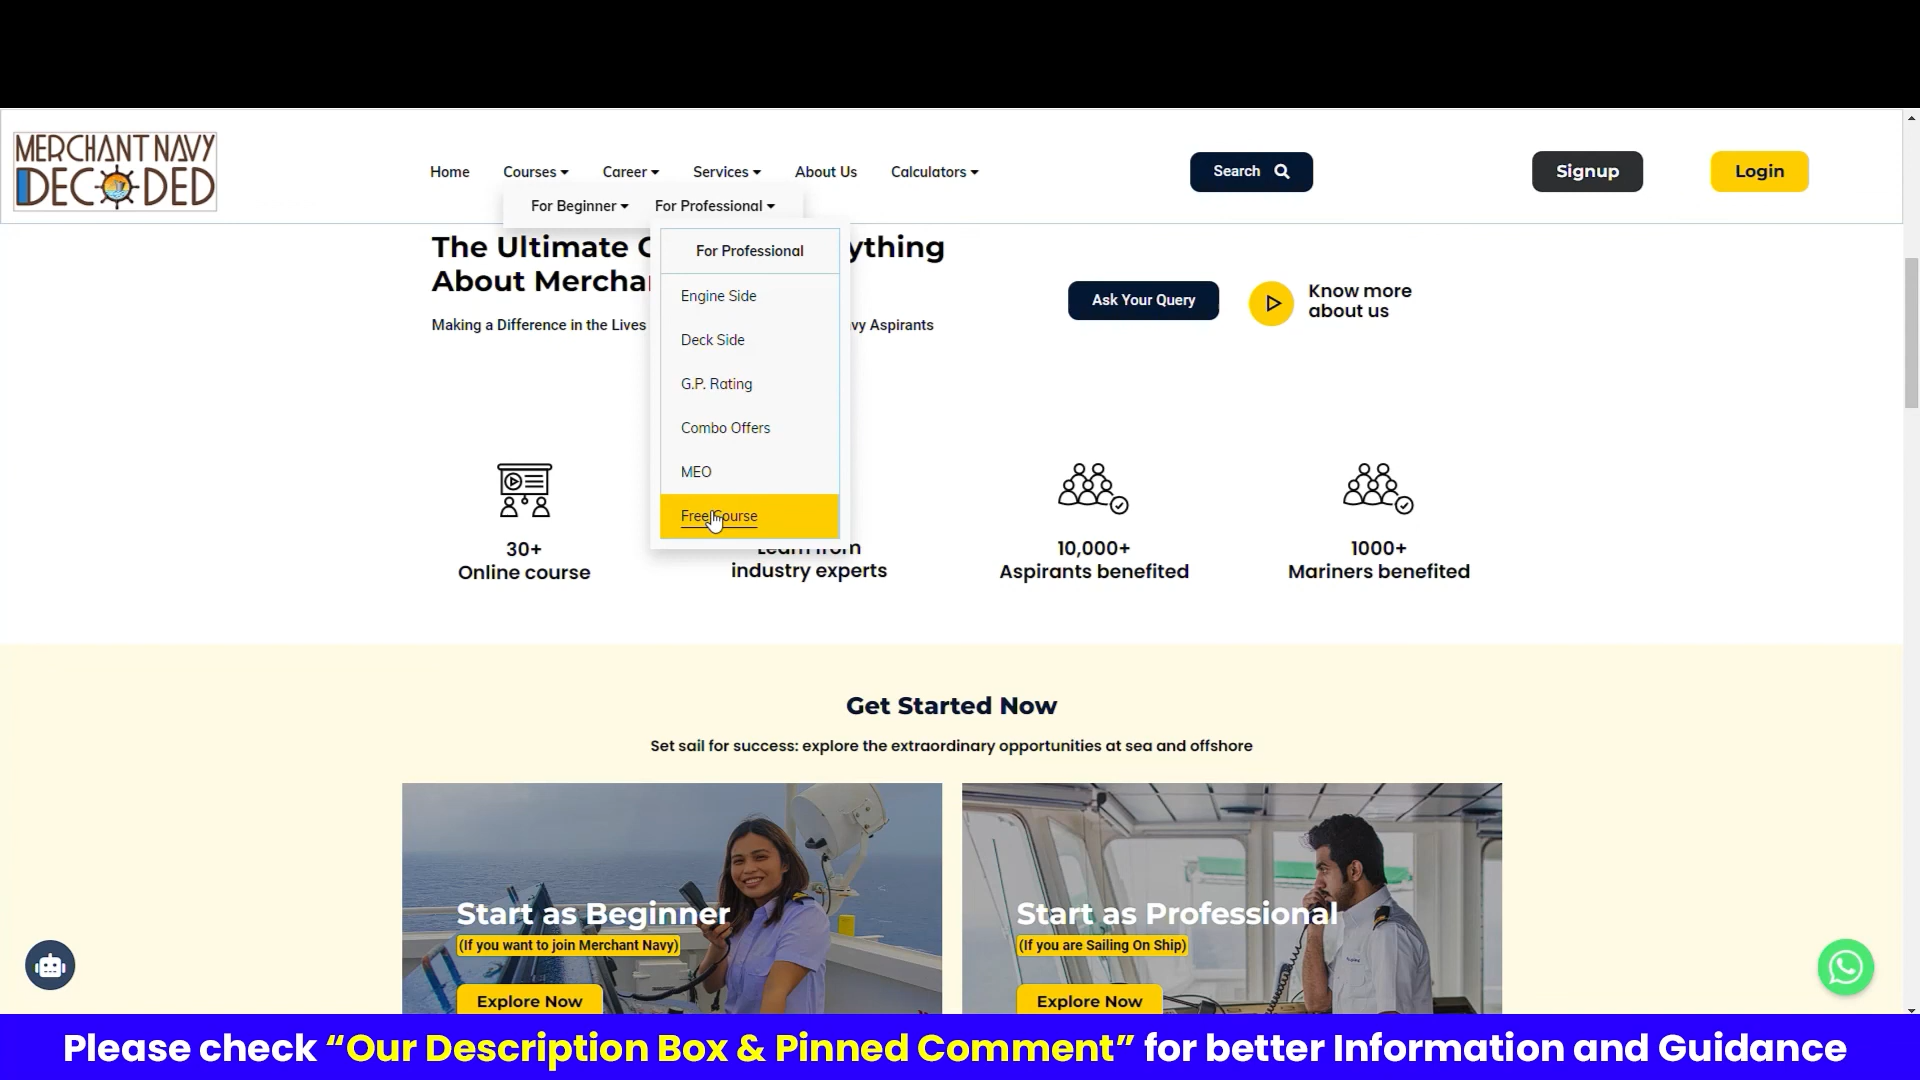 MERCHANT NAVY
DECODED
Home
Courses
Career
Services
About Us
Calculators
Search
Signup
Login
For Beginner
For Professional
For Professional
Engine Side
Deck Side
G.P. Rating
Combo Offers
MEO
Free Course
The Ultimate
ything
About Mercha
Making a Difference in the Lives
vy Aspirants
Ask Your Query
Know more
about us
30+
Online course
Learn from
industry experts
10,000+
Aspirants benefited
1000+
Mariners benefited
Get Started Now
Set sail for success: explore the extraordinary opportunities at sea and offshore
Start as Beginner
(If you want to join Merchant Navy)
Explore Now
Start as Professional
(If you are Sailing On Ship)
Explore Now
Please check “Our Description Box & Pinned Comment” for better Information and Guidance